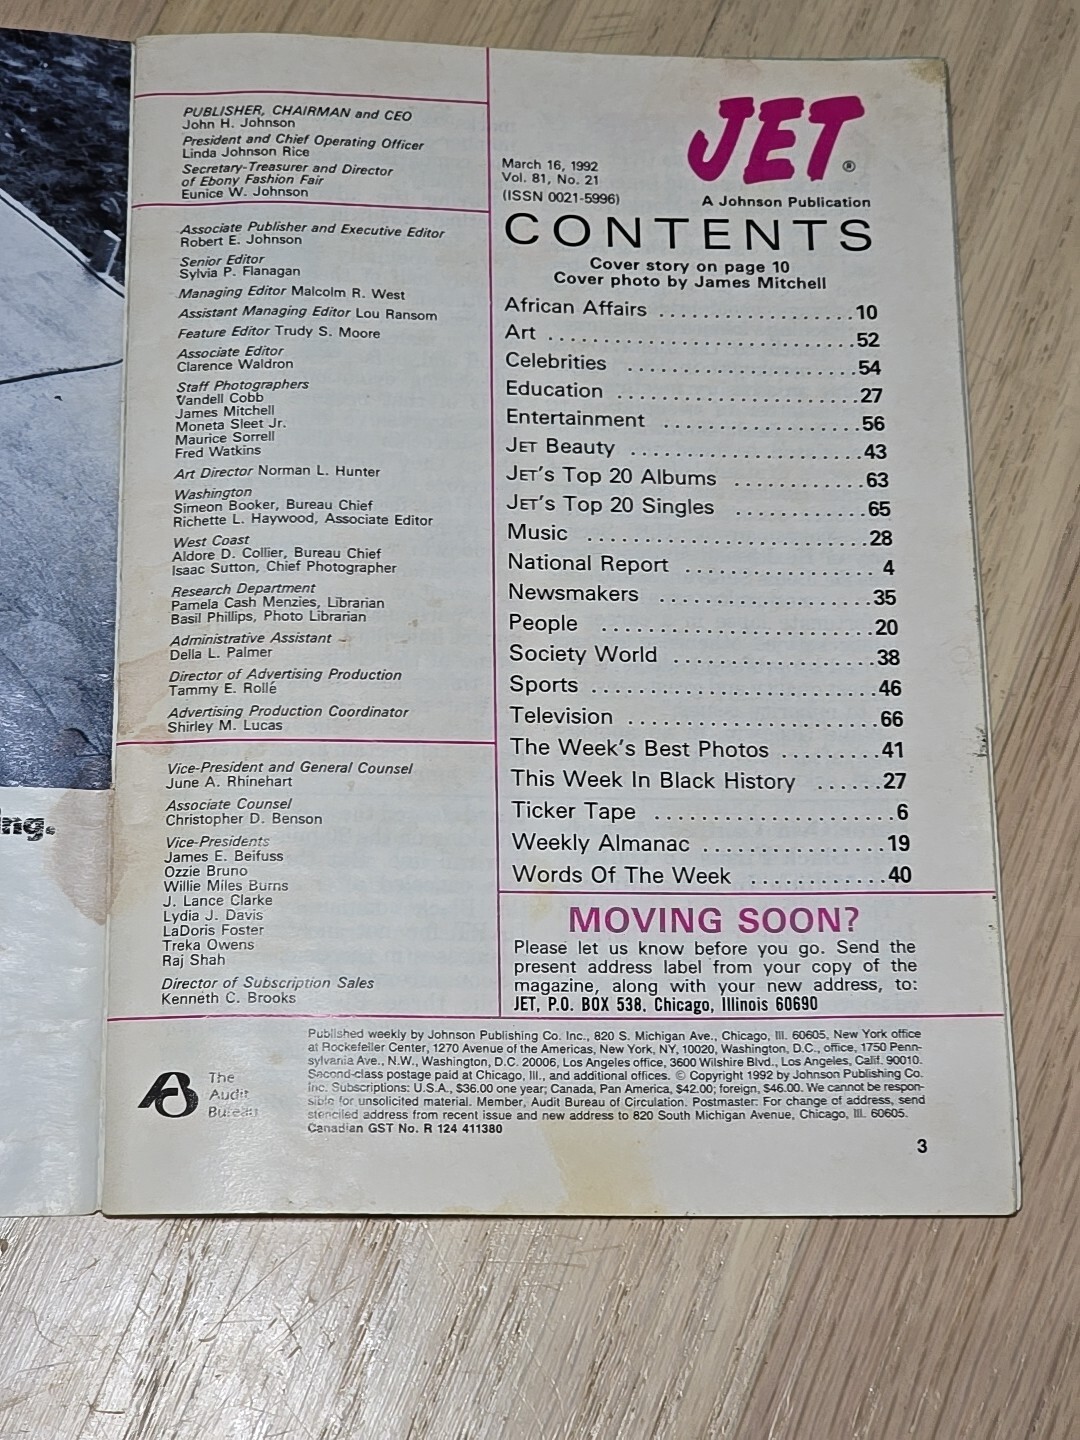 ng.
PUBLISHER, CHAIRMAN and CEO
John H. Johnson
President and Chief Operating Officer
Linda Johnson Rice
Secretary-Treasurer and Director
of Ebony Fashion Fair
Eunice W. Johnson
Associate Publisher and Executive Editor
Robert E. Johnson
Senior Editor
Sylvia P. Flanagan
Managing Editor Malcolm R. West
Assistant Managing Editor Lou Ransom
Feature Editor Trudy S. Moore
Associate Editor
Clarence Waldron
Staff Photographers
Vandell Cobb
James Mitchell
Moneta Sleet Jr.
Maurice Sorrell
Fred Watkins
Art Director Norman L. Hunter
Washington
Simeon Booker, Bureau Chief
Richette L. Haywood, Associate Editor
West Coast
Aldore D. Collier, Bureau Chief
Isaac Sutton, Chief Photographer
Research Department
Pamela Cash Menzies, Librarian
Basil Phillips, Photo Librarian
Administrative Assistant
Della L. Palmer
Director of Advertising Production
Tammy E. Rollé
Advertising Production Coordinator
Shirley M. Lucas
Vice-President and General Counsel
June A. Rhinehart
Associate Counsel
Christopher D. Benson
Vice-Presidents
James E. Beifuss
Ozzie Bruno
Willie Miles Burns
J. Lance Clarke
Lydia J. Davis
LaDoris Foster
Treka Owens
Raj Shah
Director of Subscription Sales
Kenneth C. Brooks
JET®
March 16, 1992
Vol. 81, No. 21
(ISSN 0021-5996)
A Johnson Publication
CONTENTS
Cover story on page 10
Cover photo by James Mitchell
African Affairs ..................10
Art ............................52
Celebrities .....................54
Education ......................27
Entertainment ..................56
JET Beauty ......................43
JET's Top 20 Albums .............63
JET's Top 20 Singles ............65
Music ..........................28
National Report .................4
Newsmakers ....................35
People .........................20
Society World ..................38
Sports ..........................46
Television ......................66
The Week's Best Photos .........41
This Week In Black History ......27
Ticker Tape ......................6
Weekly Almanac ................19
Words Of The Week ............40
MOVING SOON?
Please let us know before you go. Send the
present address label from your copy of the
magazine, along with your new address, to:
JET, P.O. BOX 538, Chicago, Illinois 60690
The
Audit
Bureau
Published weekly by Johnson Publishing Co. Inc., 820 S. Michigan Ave., Chicago, Ill. 60605, New York office
at Rockefeller Center, 1270 Avenue of the Americas, New York, NY, 10020, Washington, D.C., office, 1750 Penn-
sylvania Ave., N.W., Washington, D.C. 20006, Los Angeles office, 3600 Wilshire Blvd., Los Angeles, Calif. 90010.
Second-class postage paid at Chicago, Ill., and additional offices. © Copyright 1992 by Johnson Publishing Co.
Inc. Subscriptions: U.S.A., $36.00 one year; Canada, Pan America, $42.00; foreign, $46.00. We cannot be respon-
sible for unsolicited material. Member, Audit Bureau of Circulation. Postmaster: For change of address, send
stenciled address from recent issue and new address to 820 South Michigan Avenue, Chicago, Ill. 60605.
Canadian GST No. R 124 411380
3